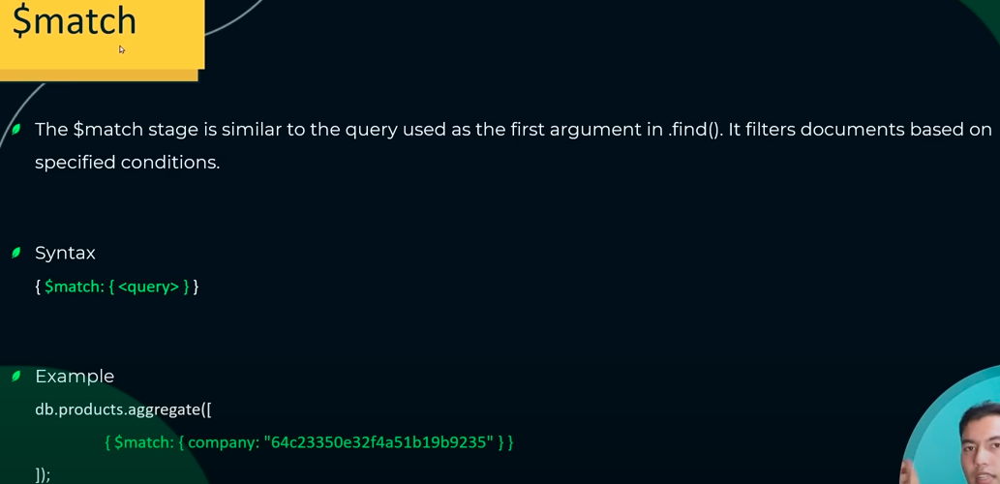 $match
The $match stage is similar to the query used as the first argument in .find(). It filters documents based on
specified conditions.
Syntax
{ $match: { <query> } }
Example
db.products.aggregate([
{ $match: { company: "64c23350e32f4a51b19b9235" } }
]);